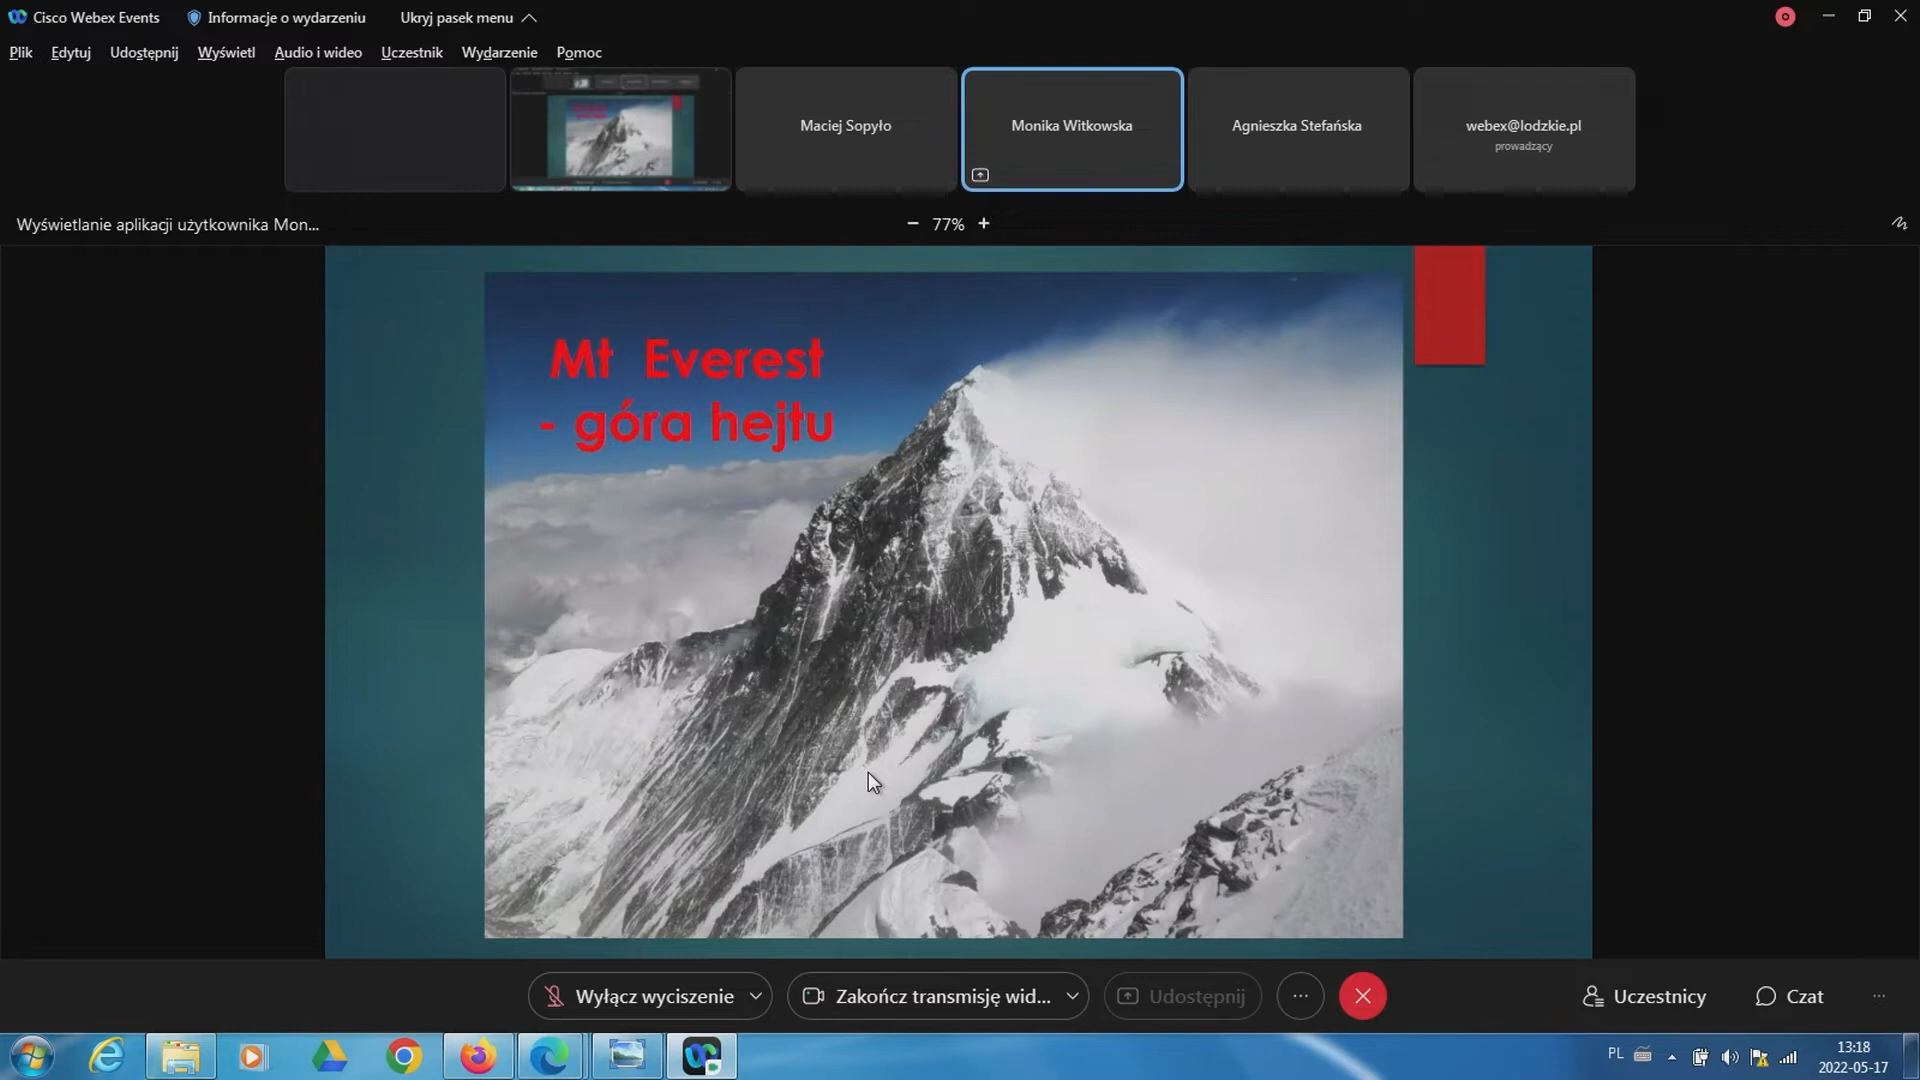 Cisco Webex Events
Informacje o wydarzeniu
Ukryj pasek menu
Plik Edytuj Udostępnij Wyświetl Audio i wideo Uczestnik Wydarzenie Pomoc
Maciej Sopyło
Monika Witkowska
Agnieszka Stefańska
webex@lodzkie.pl
prowadzący
Wyświetlanie aplikacji użytkownika Mon...
− 77% +
Mt Everest
- góra hejtu
Wyłącz wyciszenie
Zakończ transmisję wid...
Udostępnij
Uczestnicy
Czat
PL
13:18
2022-05-17